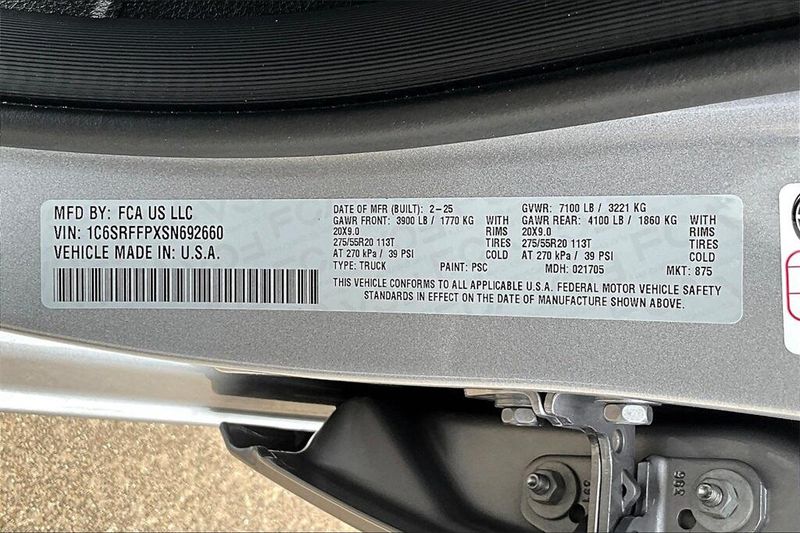 MFD BY: FCA US LLC
VIN: 1C6SRFFPXSN692660
VEHICLE MADE IN U.S.A.
DATE OF MFR (BUILT): 2-25 GVWR: 7100 LB / 3221 KG
GAWR FRONT: 3900 LB / 1770 KG GAWR REAR: 4100 LB / 1860 KG
WITH WITH
20X9.0 RIMS 20X9.0 RIMS
275/55R20 113T TIRES 275/55R20 113T TIRES
AT 270 kPa / 39 PSI COLD AT 270 kPa / 39 PSI COLD
TYPE: TRUCK PAINT: PSC MDH: 021705 MKT: 875
THIS VEHICLE CONFORMS TO ALL APPLICABLE U.S.A. FEDERAL MOTOR VEHICLE SAFETY
STANDARDS IN EFFECT ON THE DATE OF MANUFACTURE SHOWN ABOVE.